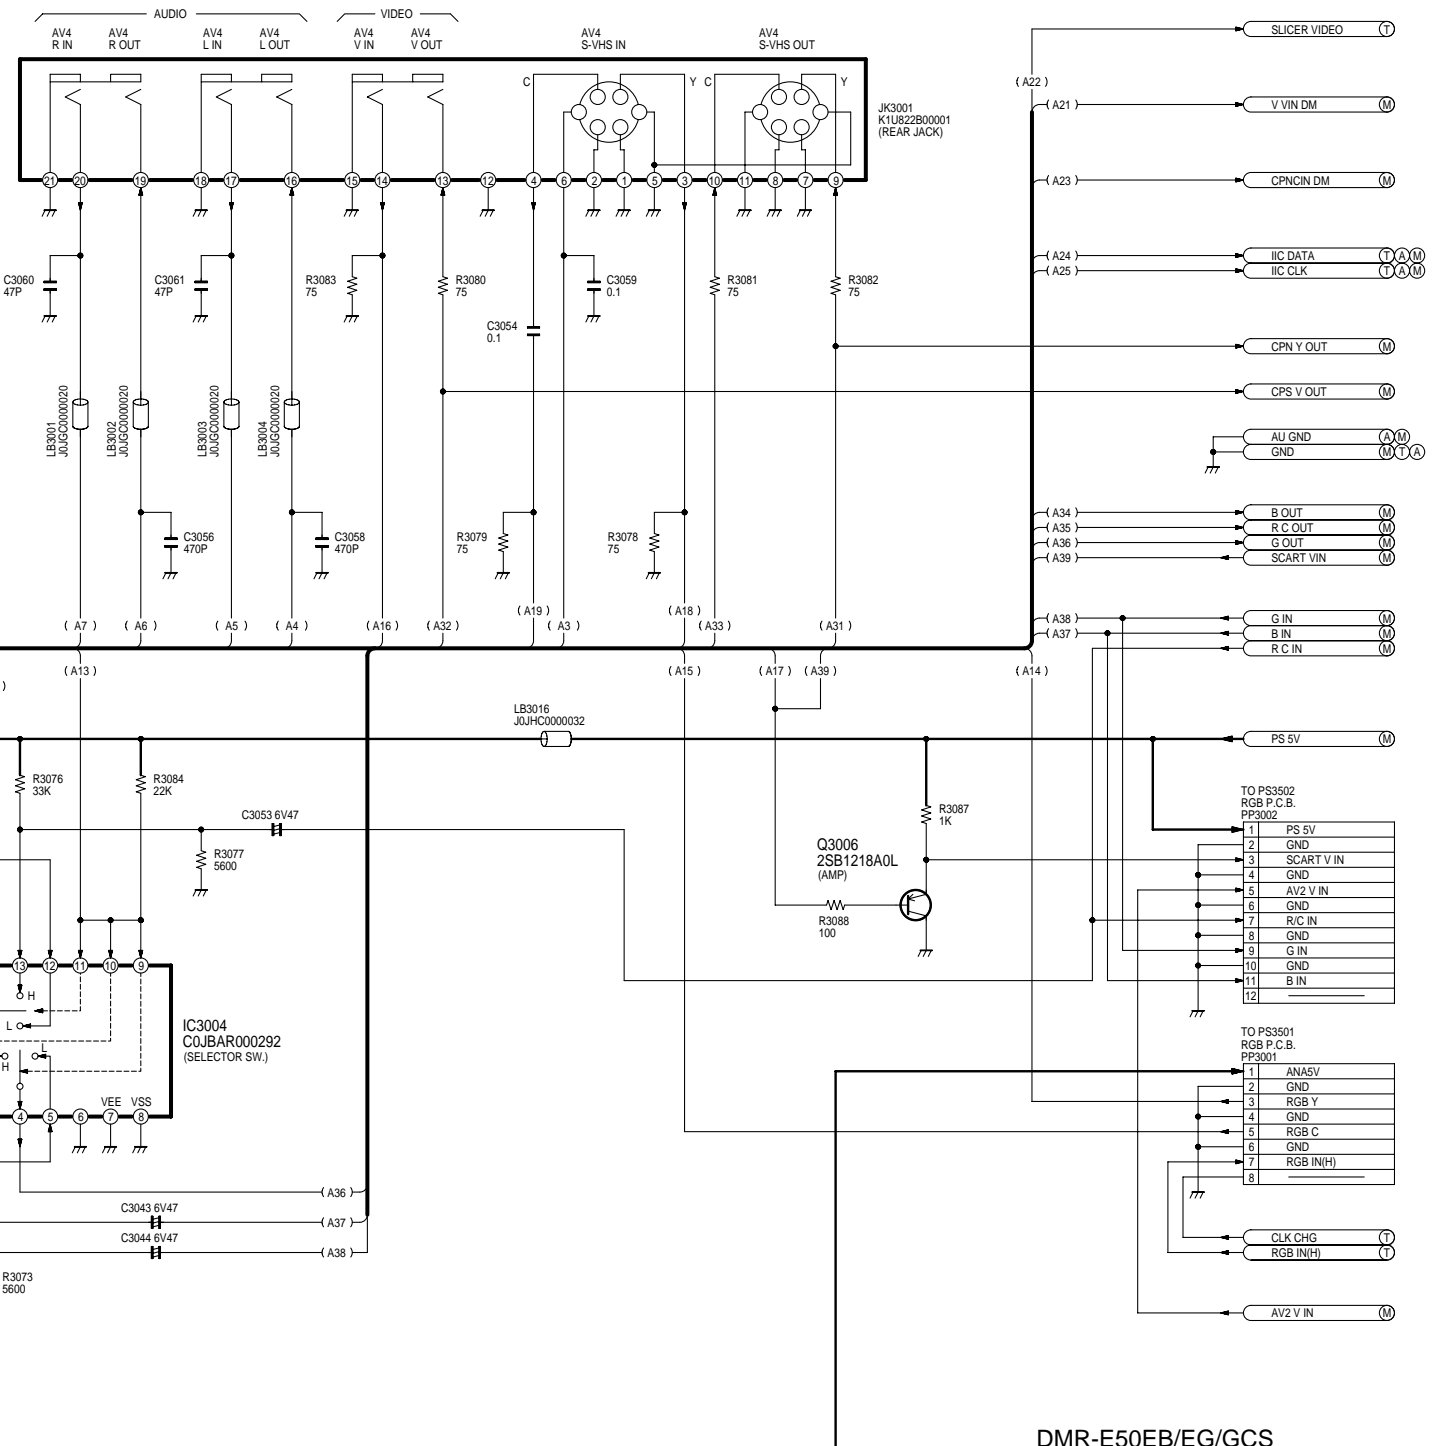 AUDIO
VIDEO
AV4
R IN
AV4
R OUT
AV4
L IN
AV4
L OUT
AV4
V IN
AV4
V OUT
AV4
S-VHS IN
AV4
S-VHS OUT
SLICER VIDEO T
( A22 )
C
Y
C
Y
JK3001
K1U822B00001
(REAR JACK)
( A21 )
V VIN DM M
21 20 19 18 17 16 15 14 13 12 4 6 2 1 5 3 10 11 8 7 9
( A23 )
CPNCIN DM M
( A24 )
IIC DATA T A M
( A25 )
IIC CLK T A M
C3060
47P
C3061
47P
R3083
75
R3080
75
C3059
0.1
R3081
75
R3082
75
C3054
0.1
CPN Y OUT M
CPS V OUT M
LB3001
J0JGC0000020
LB3002
J0JGC0000020
LB3003
J0JGC0000020
LB3004
J0JGC0000020
AU GND A M
GND M T A
C3056
470P
C3058
470P
R3079
75
R3078
75
( A34 )
B OUT M
( A35 )
R C OUT M
( A36 )
G OUT M
( A39 )
SCART VIN M
( A7 )
( A6 )
( A5 )
( A4 )
( A16 )
( A32 )
( A19 )
( A3 )
( A18 )
( A33 )
( A31 )
( A38 )
G IN M
( A37 )
B IN M
R C IN M
)
( A13 )
( A15 )
( A17 )
( A39 )
( A14 )
LB3016
J0JHC0000032
PS 5V M
R3076
33K
R3084
22K
C3053 6V47
R3077
5600
R3087
1K
Q3006
2SB1218A0L
(AMP)
R3088
100
TO PS3502
RGB P.C.B.
PP3002
1 PS 5V
2 GND
3 SCART V IN
4 GND
5 AV2 V IN
6 GND
7 R/C IN
8 GND
9 G IN
10 GND
11 B IN
12
13 12 11 10 9
H
L
L
H
IC3004
C0JBAR000292
(SELECTOR SW.)
VEE VSS
4 5 6 7 8
TO PS3501
RGB P.C.B.
PP3001
1 ANA5V
2 GND
3 RGB Y
4 GND
5 RGB C
6 GND
7 RGB IN(H)
8
( A36 )
C3043 6V47
( A37 )
C3044 6V47
( A38 )
R3073
5600
CLK CHG T
RGB IN(H) T
AV2 V IN M
DMR-E50EB/EG/GCS